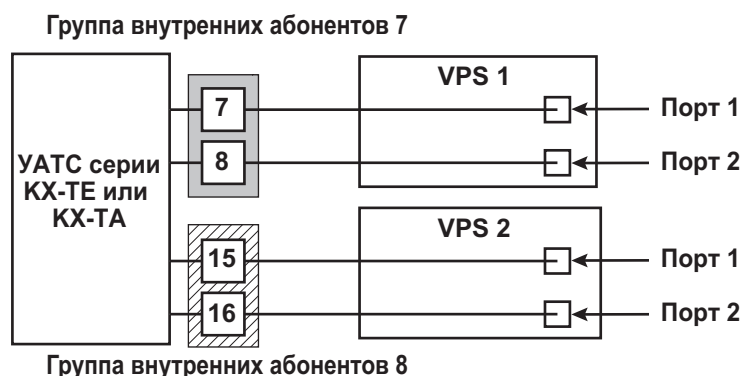 Группа внутренних абонентов 7
VPS 1
7
Порт 1
8
Порт 2
УАТС серии
KX-TE или
KX-TA
VPS 2
15
Порт 1
16
Порт 2
Группа внутренних абонентов 8